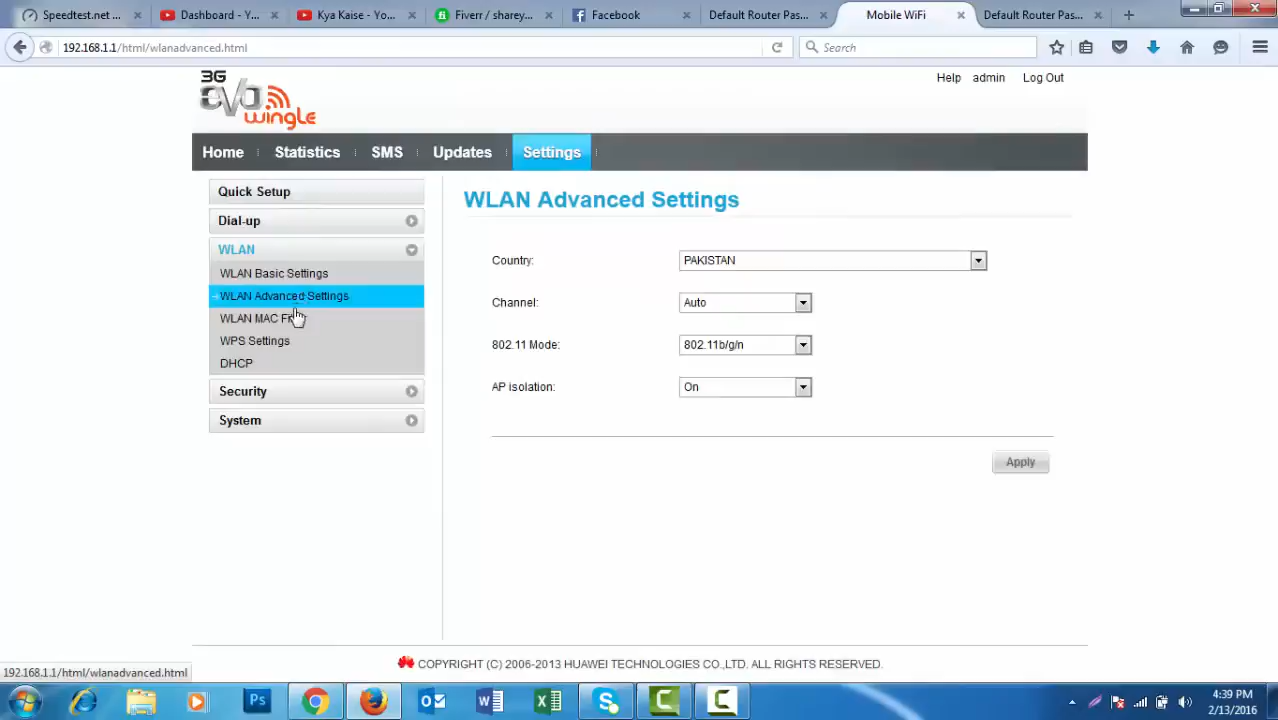 Speedtest.net ...
Dashboard - Y...
Kya Kaise - Yo...
Fiverr / sharey...
Facebook
Default Router Pas...
Mobile WiFi
Default Router Pas...
192.168.1.1/html/wlanadvanced.html
Search
3G
evo
wingle
Help admin Log Out
Home Statistics SMS Updates Settings
Quick Setup
Dial-up
WLAN
WLAN Basic Settings
WLAN Advanced Settings
WLAN MAC
WPS Settings
DHCP
Security
System
WLAN Advanced Settings
Country: PAKISTAN
Channel: Auto
802.11 Mode: 802.11b/g/n
AP isolation: On
Apply
COPYRIGHT (C) 2006-2013 HUAWEI TECHNOLOGIES CO.,LTD. ALL RIGHTS RESERVED.
192.168.1.1/html/wlanadvanced.html
Ps
4:39 PM
2/13/2016